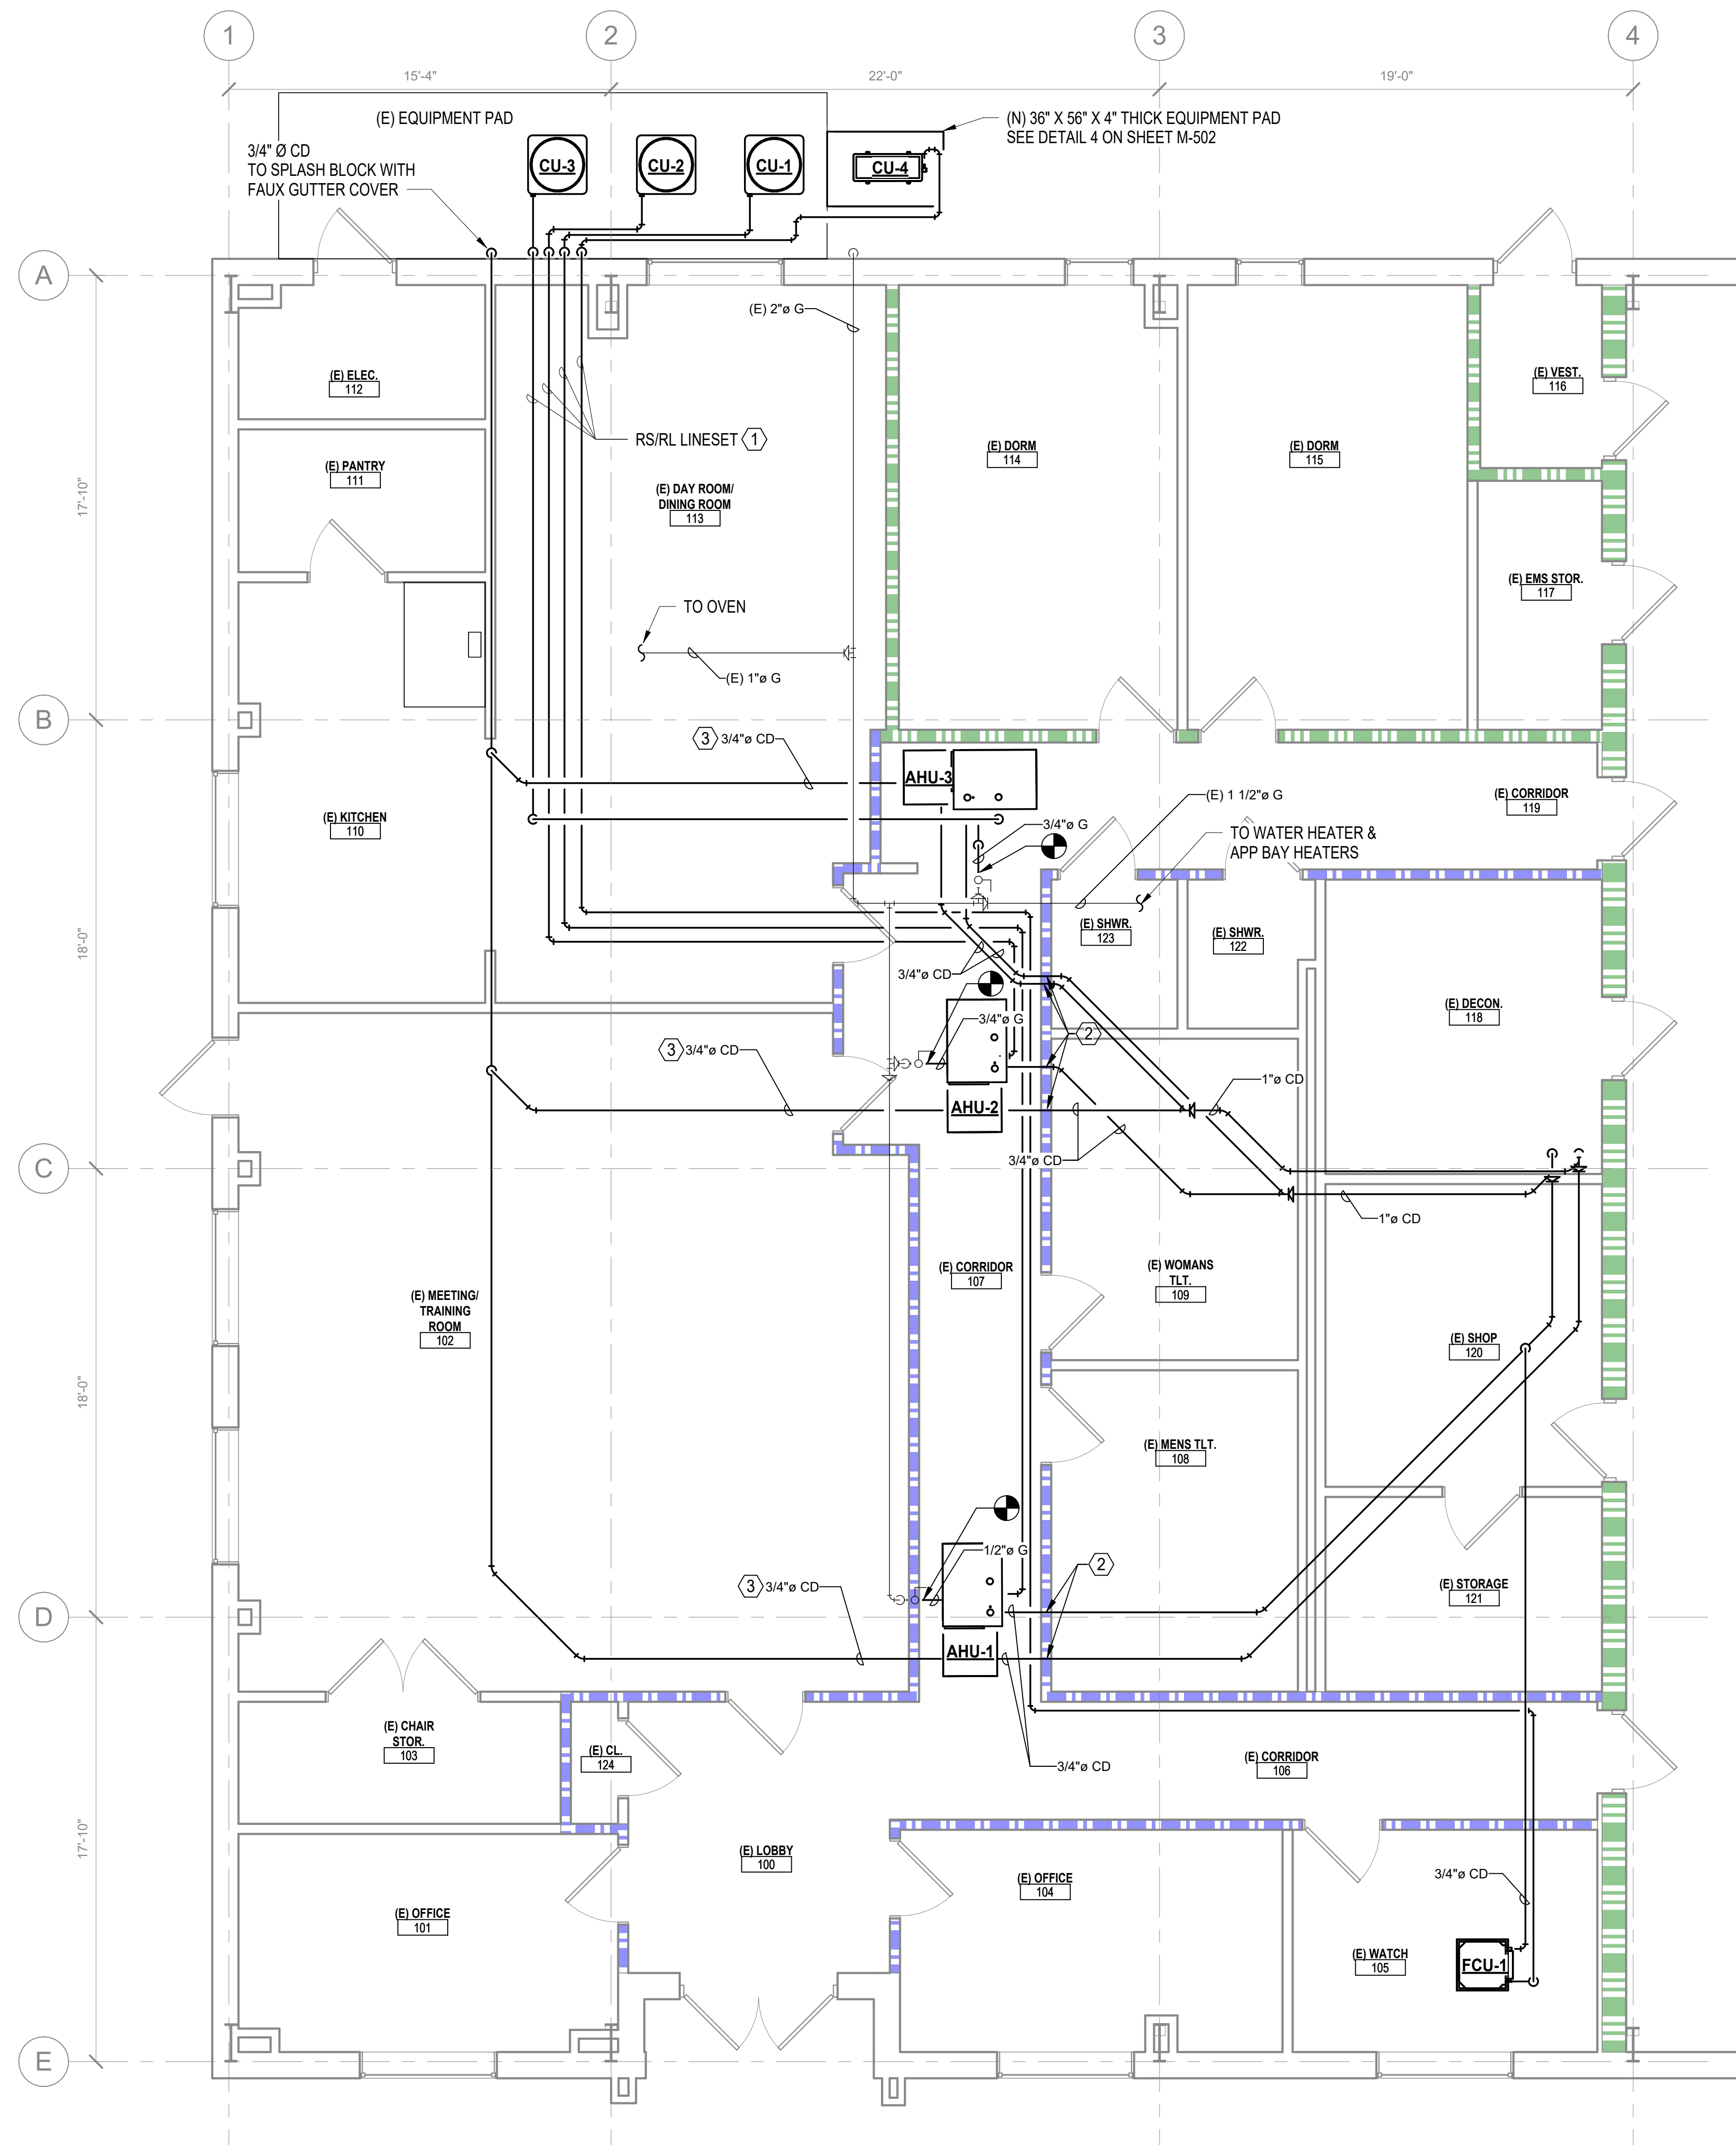 1
2
3
4
15'-4"
22'-0"
19'-0"
(E) EQUIPMENT PAD
(N) 36" X 56" X 4" THICK EQUIPMENT PAD
SEE DETAIL 4 ON SHEET M-502
3/4" Ø CD
TO SPLASH BLOCK WITH
FAUX GUTTER COVER
CU-3
CU-2
CU-1
CU-4
A
(E) 2"ø G
(E) ELEC.
112
(E) VEST.
116
RS/RL LINESET
1
(E) DORM
114
(E) DORM
115
(E) PANTRY
111
17'-10"
(E) DAY ROOM/
DINING ROOM
113
(E) EMS STOR.
117
TO OVEN
(E) 1"ø G
B
3
3/4"ø CD
AHU-3
(E) 1 1/2"ø G
(E) CORRIDOR
119
(E) KITCHEN
110
3/4"ø G
TO WATER HEATER &
APP BAY HEATERS
18'-0"
(E) SHWR.
123
(E) SHWR.
122
3/4"ø CD
(E) DECON.
118
3/4"ø G
2
3
3/4"ø CD
1"ø CD
AHU-2
3/4"ø CD
C
1"ø CD
(E) CORRIDOR
107
(E) WOMANS
TLT.
109
(E) MEETING/
TRAINING
ROOM
102
(E) SHOP
120
18'-0"
(E) MENS TLT.
108
1/2"ø G
2
3
3/4"ø CD
(E) STORAGE
121
D
AHU-1
(E) CHAIR
STOR.
103
(E) CL.
124
3/4"ø CD
(E) CORRIDOR
106
17'-10"
(E) LOBBY
100
(E) OFFICE
104
3/4"ø CD
(E) OFFICE
101
(E) WATCH
105
FCU-1
E